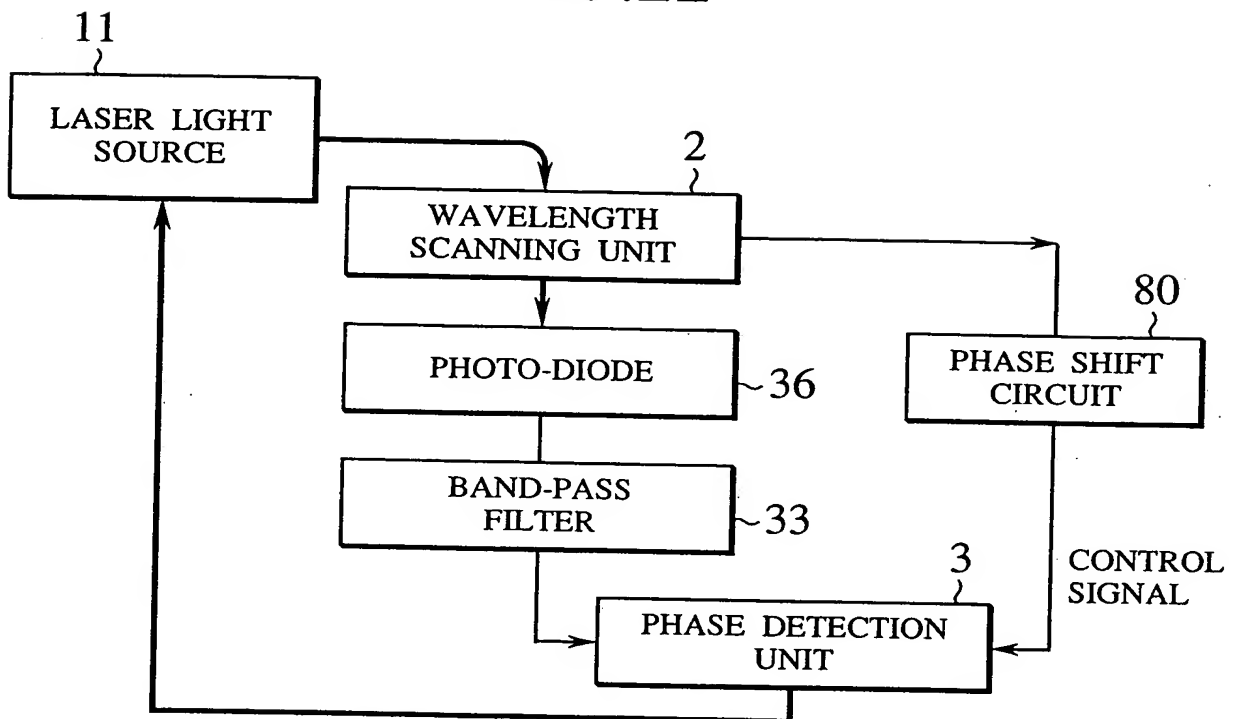 11
LASER LIGHT
SOURCE
2
WAVELENGTH
SCANNING UNIT
80
PHOTO-DIODE
36
PHASE SHIFT
CIRCUIT
BAND-PASS
FILTER
33
3
CONTROL
SIGNAL
PHASE DETECTION
UNIT